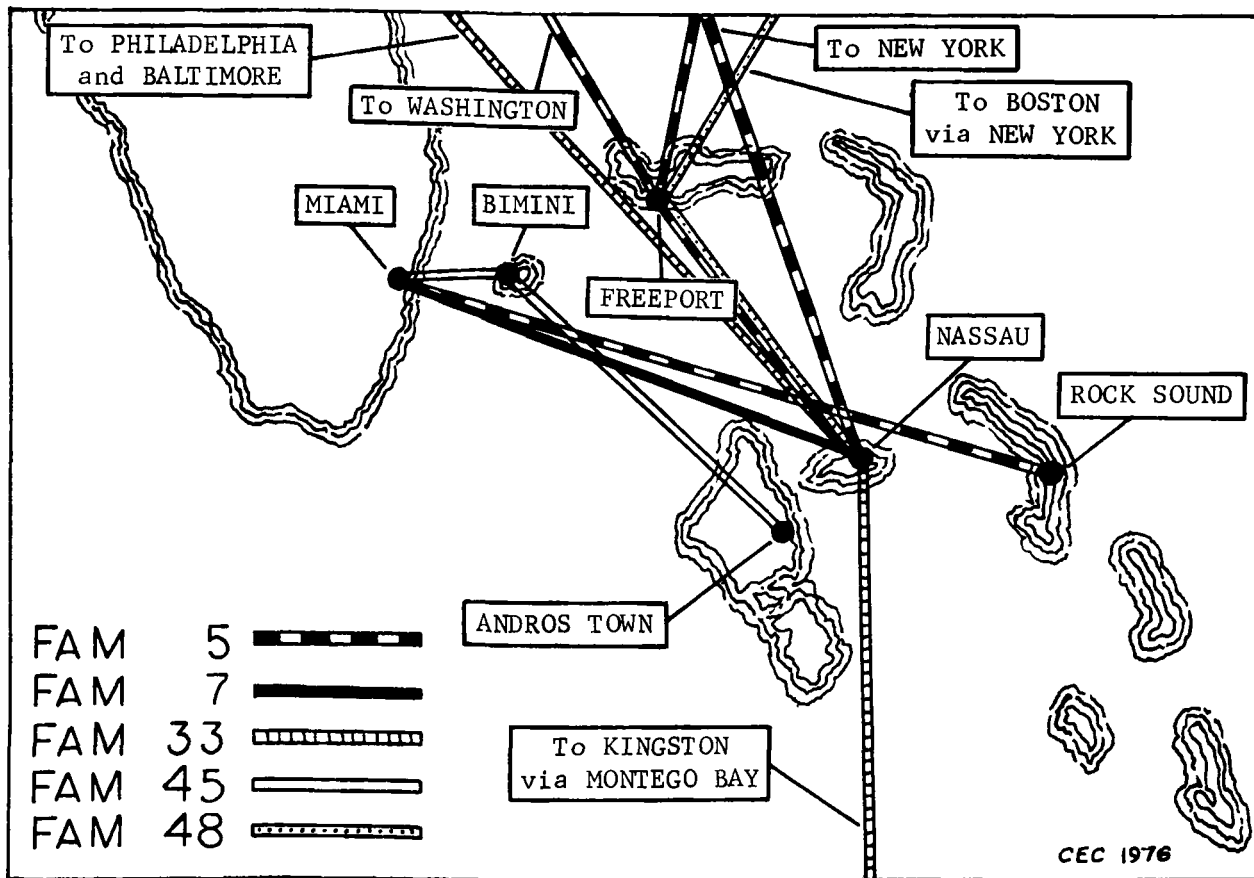 To PHILADELPHIA
and BALTIMORE
To WASHINGTON
To NEW YORK
To BOSTON
via NEW YORK
MIAMI
BIMINI
FREEPORT
NASSAU
ROCK SOUND
ANDROS TOWN
To KINGSTON
via MONTEGO BAY
FAM 5
FAM 7
FAM 33
FAM 45
FAM 48
CEC 1976